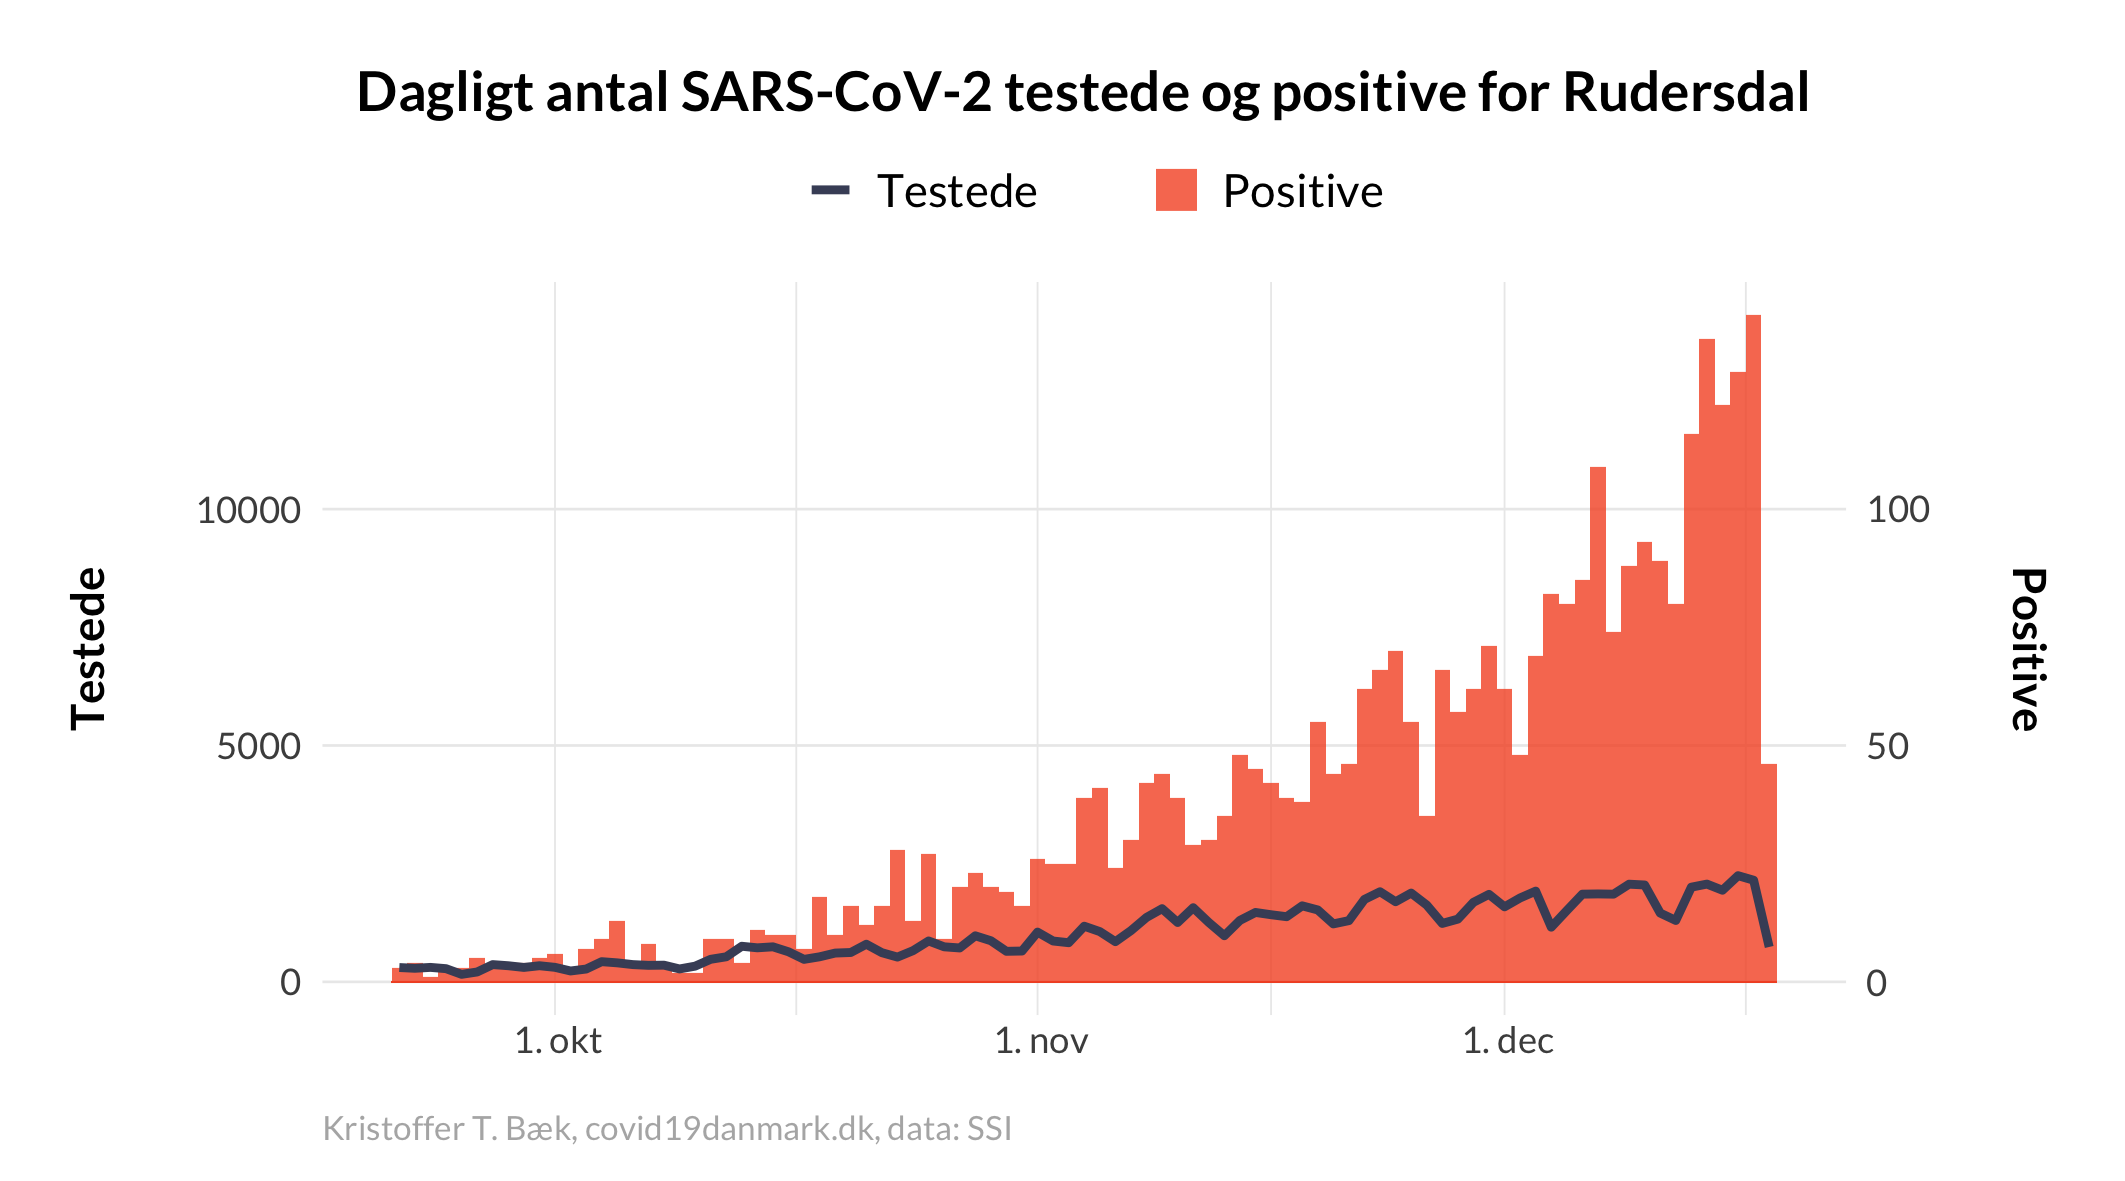 Dagligt antal SARS-CoV-2 testede og positive for Rudersdal
Testede
Positive
10000
5000
0
Testede
100
50
0
Positive
1. okt
1. nov
1. dec
Kristoffer T. Bæk, covid19danmark.dk, data: SSI